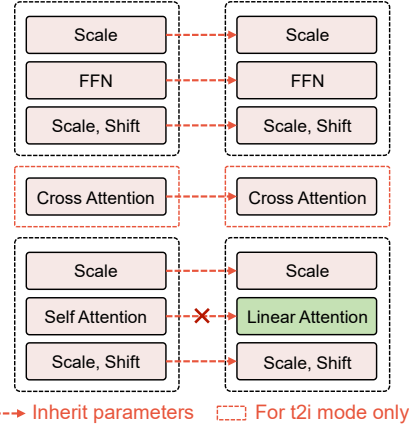 Scale Scale
FFN FFN
Scale, Shift Scale, Shift
Cross Attention Cross Attention
Scale Scale
Self Attention Linear Attention
Scale, Shift Scale, Shift
Inherit parameters For t2i mode only